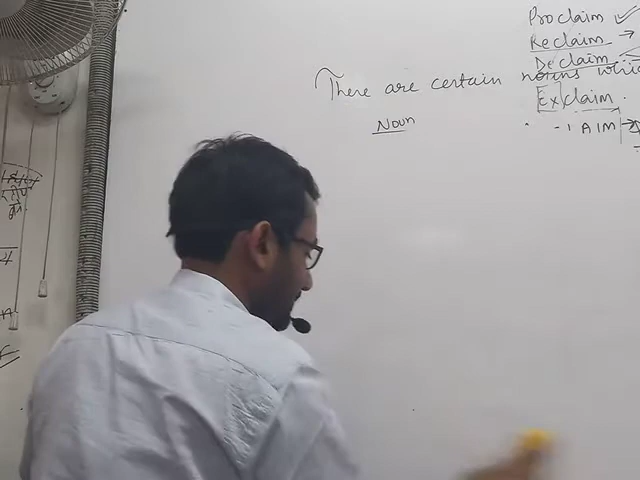 Proclaim
Reclaim →
Declaim
There are certain nouns which
Exclaim.
Noun
AIM →